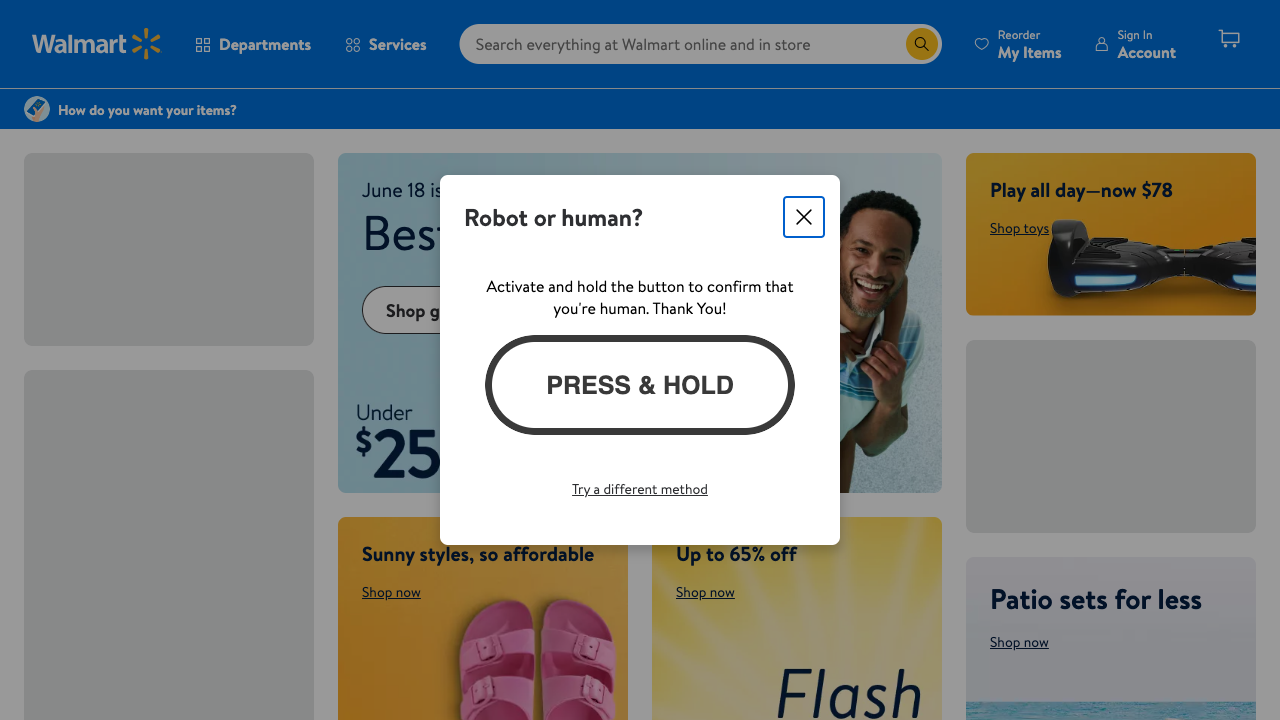 Walmart
Departments
Services
Search everything at Walmart online and in store
Reorder
My Items
Sign In
Account
How do you want your items?
June 18 is
Best
Shop g
Under
$25
Play all day—now $78
Shop toys
Robot or human?
Activate and hold the button to confirm that
you're human. Thank You!
PRESS & HOLD
Try a different method
Sunny styles, so affordable
Shop now
Up to 65% off
Shop now
Flash
Patio sets for less
Shop now